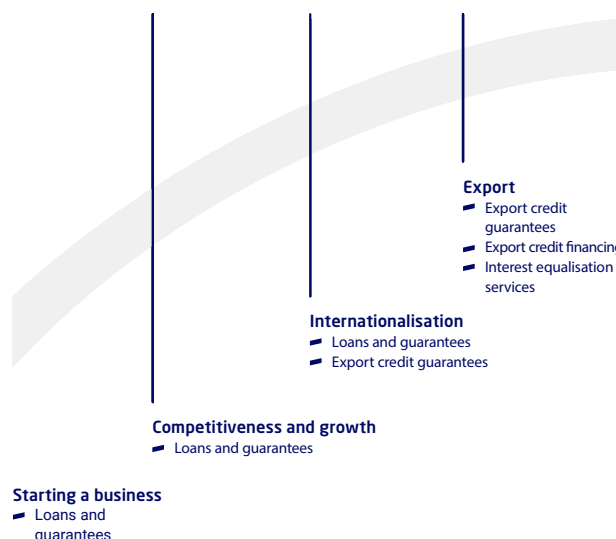 Export
Export credit
guarantees
Export credit financing
Interest equalisation
services
Internationalisation
Loans and guarantees
Export credit guarantees
Competitiveness and growth
Loans and guarantees
Starting a business
Loans and
guarantees